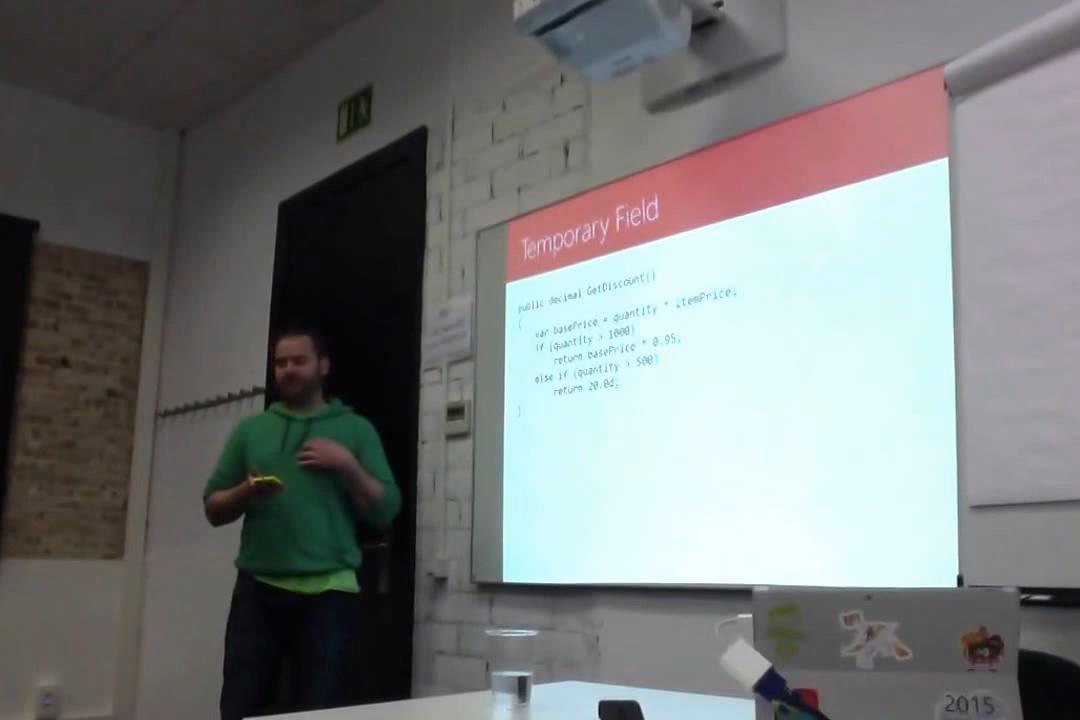 Temporary Field
public decimal GetDiscount()
{
var basePrice = quantity * itemPrice;
if (quantity > 1000)
return basePrice * 0.95;
else if (quantity > 500)
return 20.0d;
}
2015